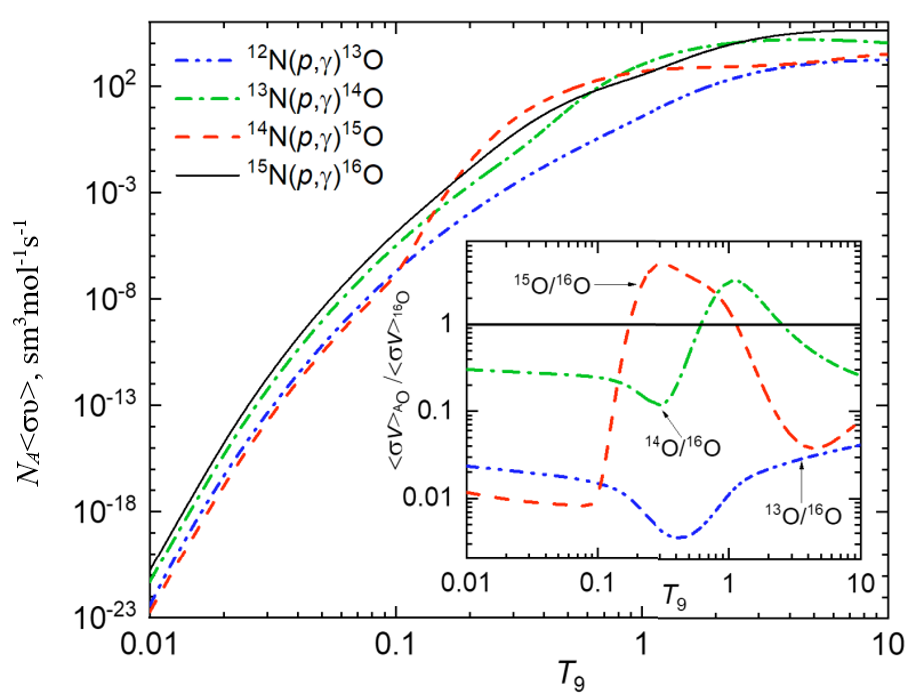 ¹²N(p,γ)¹³O
¹³N(p,γ)¹⁴O
¹⁴N(p,γ)¹⁵O
¹⁵N(p,γ)¹⁶O
10²
10⁻³
10⁻⁸
10⁻¹³
10⁻¹⁸
10⁻²³
N_A<συ>, sm³mol⁻¹s⁻¹
0.01
0.1
1
10
T₉
¹⁵O/¹⁶O
¹⁴O/¹⁶O
¹³O/¹⁶O
1
0.1
0.01
<σV>_AO / <σV>_¹⁶O
0.01
0.1
1
10
T₉